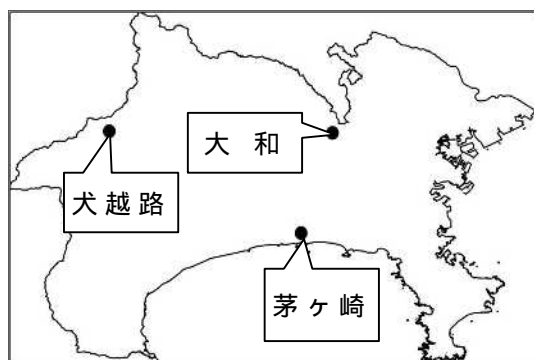 大 和
犬 越 路
茅 ヶ 崎